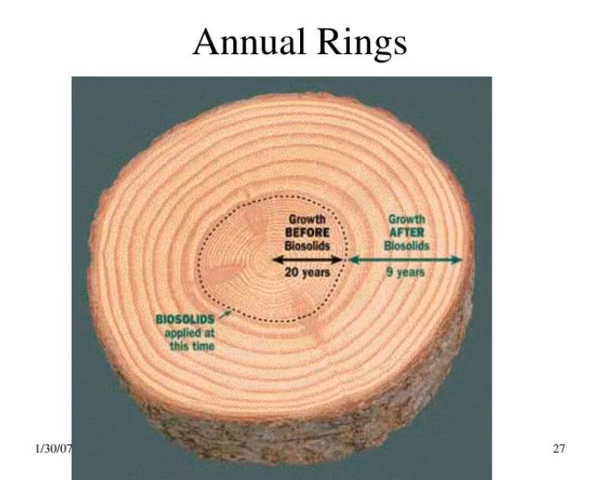 Annual Rings
Growth
BEFORE
Biosolids
20 years
Growth
AFTER
Biosolids
9 years
BIOSOLIDS
applied at
this time
1/30/07
27